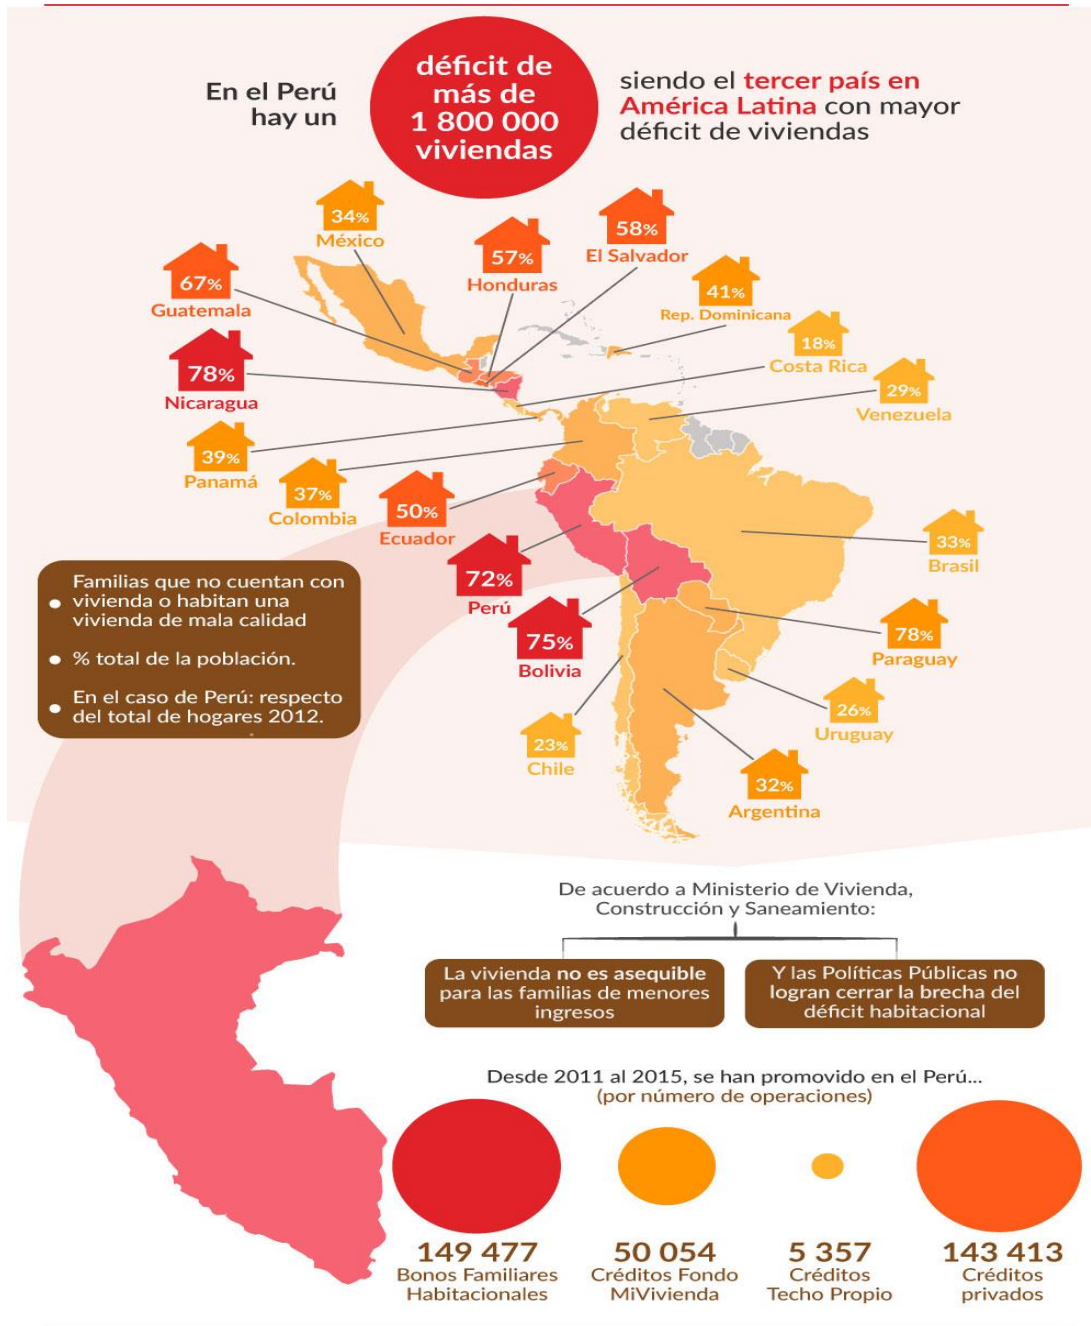 En el Perú
hay un
déficit de
más de
1 800 000
viviendas
siendo el tercer país en
América Latina con mayor
déficit de viviendas
34%
México
58%
El Salvador
57%
Honduras
67%
Guatemala
41%
Rep. Dominicana
18%
Costa Rica
78%
Nicaragua
29%
Venezuela
39%
Panamá
37%
Colombia
50%
Ecuador
33%
Brasil
72%
Perú
75%
Bolivia
78%
Paraguay
26%
Uruguay
23%
Chile
32%
Argentina
Familias que no cuentan con
vivienda o habitan una
vivienda de mala calidad
% total de la población.
En el caso de Perú: respecto
del total de hogares 2012.
De acuerdo a Ministerio de Vivienda,
Construcción y Saneamiento:
La vivienda no es asequible
para las familias de menores
ingresos
Y las Políticas Públicas no
logran cerrar la brecha del
déficit habitacional
Desde 2011 al 2015, se han promovido en el Perú...
(por número de operaciones)
149 477
Bonos Familiares
Habitacionales
50 054
Créditos Fondo
MiVivienda
5 357
Créditos
Techo Propio
143 413
Créditos
privados